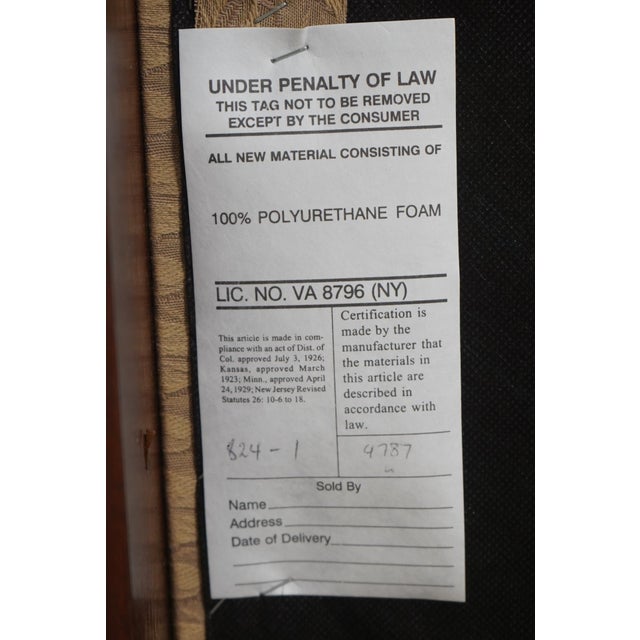 UNDER PENALTY OF LAW
THIS TAG NOT TO BE REMOVED
EXCEPT BY THE CONSUMER
ALL NEW MATERIAL CONSISTING OF
100% POLYURETHANE FOAM
LIC. NO. VA 8796 (NY)
This article is made in com-
pliance with an act of Dist. of
Col. approved July 3, 1926;
Kansas, approved March
1923; Minn., approved April
24, 1929; New Jersey Revised
Statutes 26: 10-6 to 18.
Certification is
made by the
manufacturer that
the materials in
this article are
described in
accordance with
law.
824-1
9787
Sold By
Name
Address
Date of Delivery